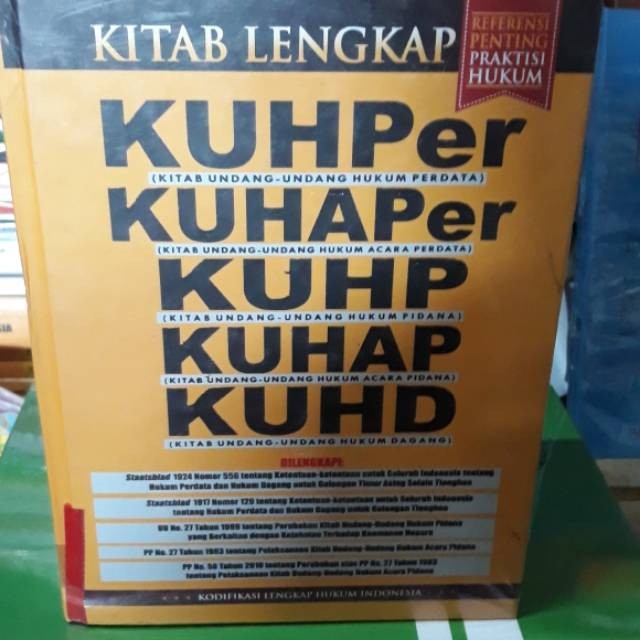 KITAB LENGKAP
REFERENSI
PENTING
PRAKTISI
HUKUM
KUHPer
(KITAB UNDANG-UNDANG HUKUM PERDATA)
KUHAPer
(KITAB UNDANG-UNDANG HUKUM ACARA PERDATA)
KUHP
(KITAB UNDANG-UNDANG HUKUM PIDANA)
KUHAP
(KITAB UNDANG-UNDANG HUKUM ACARA PIDANA)
KUHD
(KITAB UNDANG-UNDANG HUKUM DAGANG)
DILENGKAPI:
Staatsblad 1924 Nomor 556 tentang Ketentuan-ketentuan untuk Seluruh Indonesia tentang
Hukum Perdata dan Hukum Dagang untuk Golongan Timur Asing Selain Tionghoa
Staatsblad 1917 Nomor 129 tentang Ketentuan-ketentuan untuk Seluruh Indonesia
tentang Hukum Perdata dan Hukum Dagang untuk Golongan Tionghoa
UU No. 27 Tahun 1999 tentang Perubahan Kitab Undang-Undang Hukum Pidana
yang Berkaitan dengan Kejahatan Terhadap Keamanan Negara
PP No. 27 Tahun 1983 tentang Pelaksanaan Kitab Undang-Undang Hukum Acara Pidana
PP No. 58 Tahun 2010 tentang Perubahan atas PP No. 27 Tahun 1983
tentang Pelaksanaan Kitab Undang-Undang Hukum Acara Pidana
KODIFIKASI LENGKAP HUKUM INDONESIA